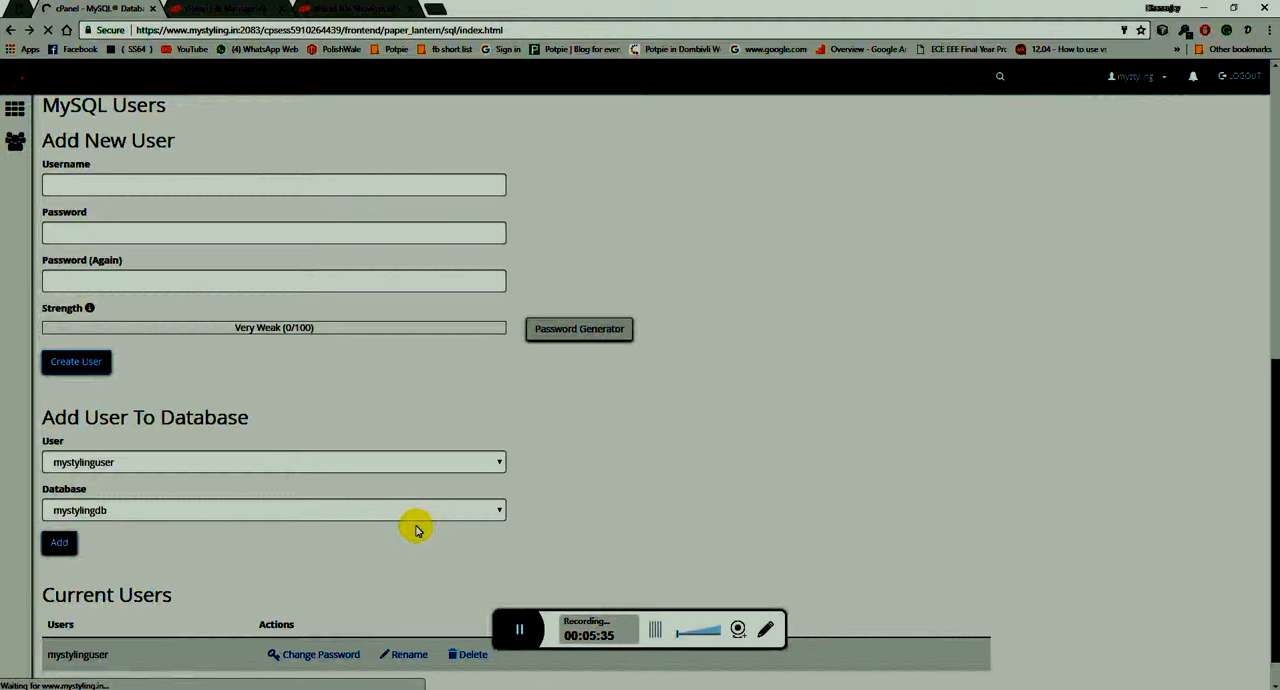 cPanel - MySQL® Datab
Secure https://www.mystyling.in:2083/cpsess5910264439/frontend/paper_lantern/sql/index.html
Apps Facebook ( SS64 ) YouTube (4) WhatsApp Web PolishWale Potpie fb short list Sign in Potpie | Blog for ever Potpie in Dombivli W www.google.com Overview - Google A ECE EEE Final Year Pro 12.04 - How to use vs » Other bookmarks
mystyling LOGOUT
MySQL Users
Add New User
Username
Password
Password (Again)
Strength
Very Weak (0/100) Password Generator
Create User
Add User To Database
User
mystylinguser
Database
mystylingdb
Add
Current Users
Users Actions
mystylinguser Change Password Rename Delete
Recording...
00:05:35
Waiting for www.mystyling.in...